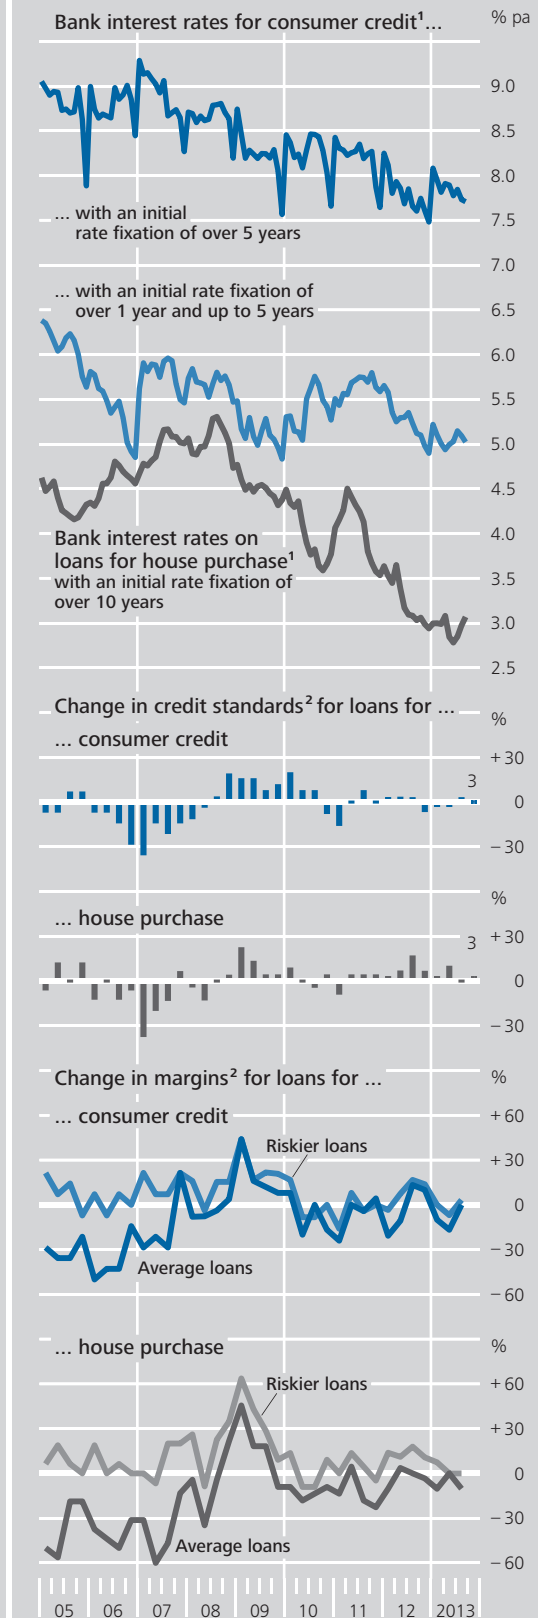 Bank interest rates for consumer credit¹...
% pa
9.0
8.5
8.0
7.5
7.0
6.5
6.0
5.5
5.0
4.5
4.0
3.5
3.0
2.5
... with an initial
rate fixation of over 5 years
... with an initial rate fixation of
over 1 year and up to 5 years
Bank interest rates on
loans for house purchase¹
with an initial rate fixation of
over 10 years
Change in credit standards² for loans for ...
%
... consumer credit
+30
3
0
−30
%
... house purchase
+30
3
0
−30
Change in margins² for loans for ...
%
... consumer credit
+60
Riskier loans
+30
0
−30
Average loans
−60
... house purchase
%
Riskier loans
+60
+30
0
−30
Average loans
−60
05 06 07 08 09 10 11 12 2013